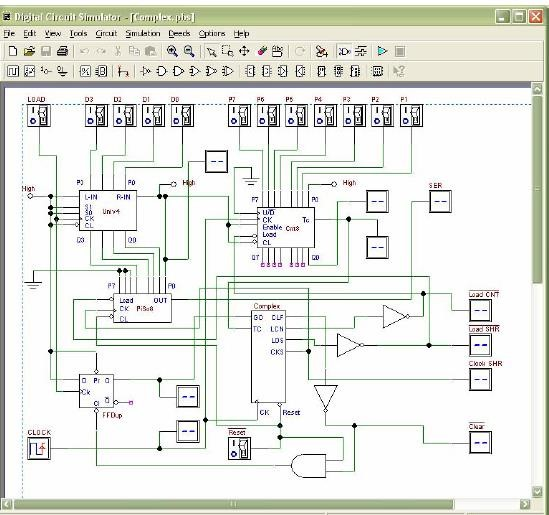 Digital Circuit Simulator - [Complex.pbs]
File Edit View Tools Circuit Simulation Deeds Options Help
LOAD D3 D2 D1 D0 P7 P6 P5 P4 P3 P2 P1
High High High SER
P3 P0 P7 P0
L-IN R-IN U/D
S1 CK Tc
S0 Univ4 Enable Cnt8
CK Load
CL CL
Q3 Q0 Q7 Q0
P7 P0
Load OUT
CK PiSo8
CL
Complex
GO CLF
TC LCN
LDS
CKS
CK Reset
Load CNT
Load SHR
Clock SHR
D Pr Q
Ck
Cl Q
FFDup
CLOCK
Reset
Clear